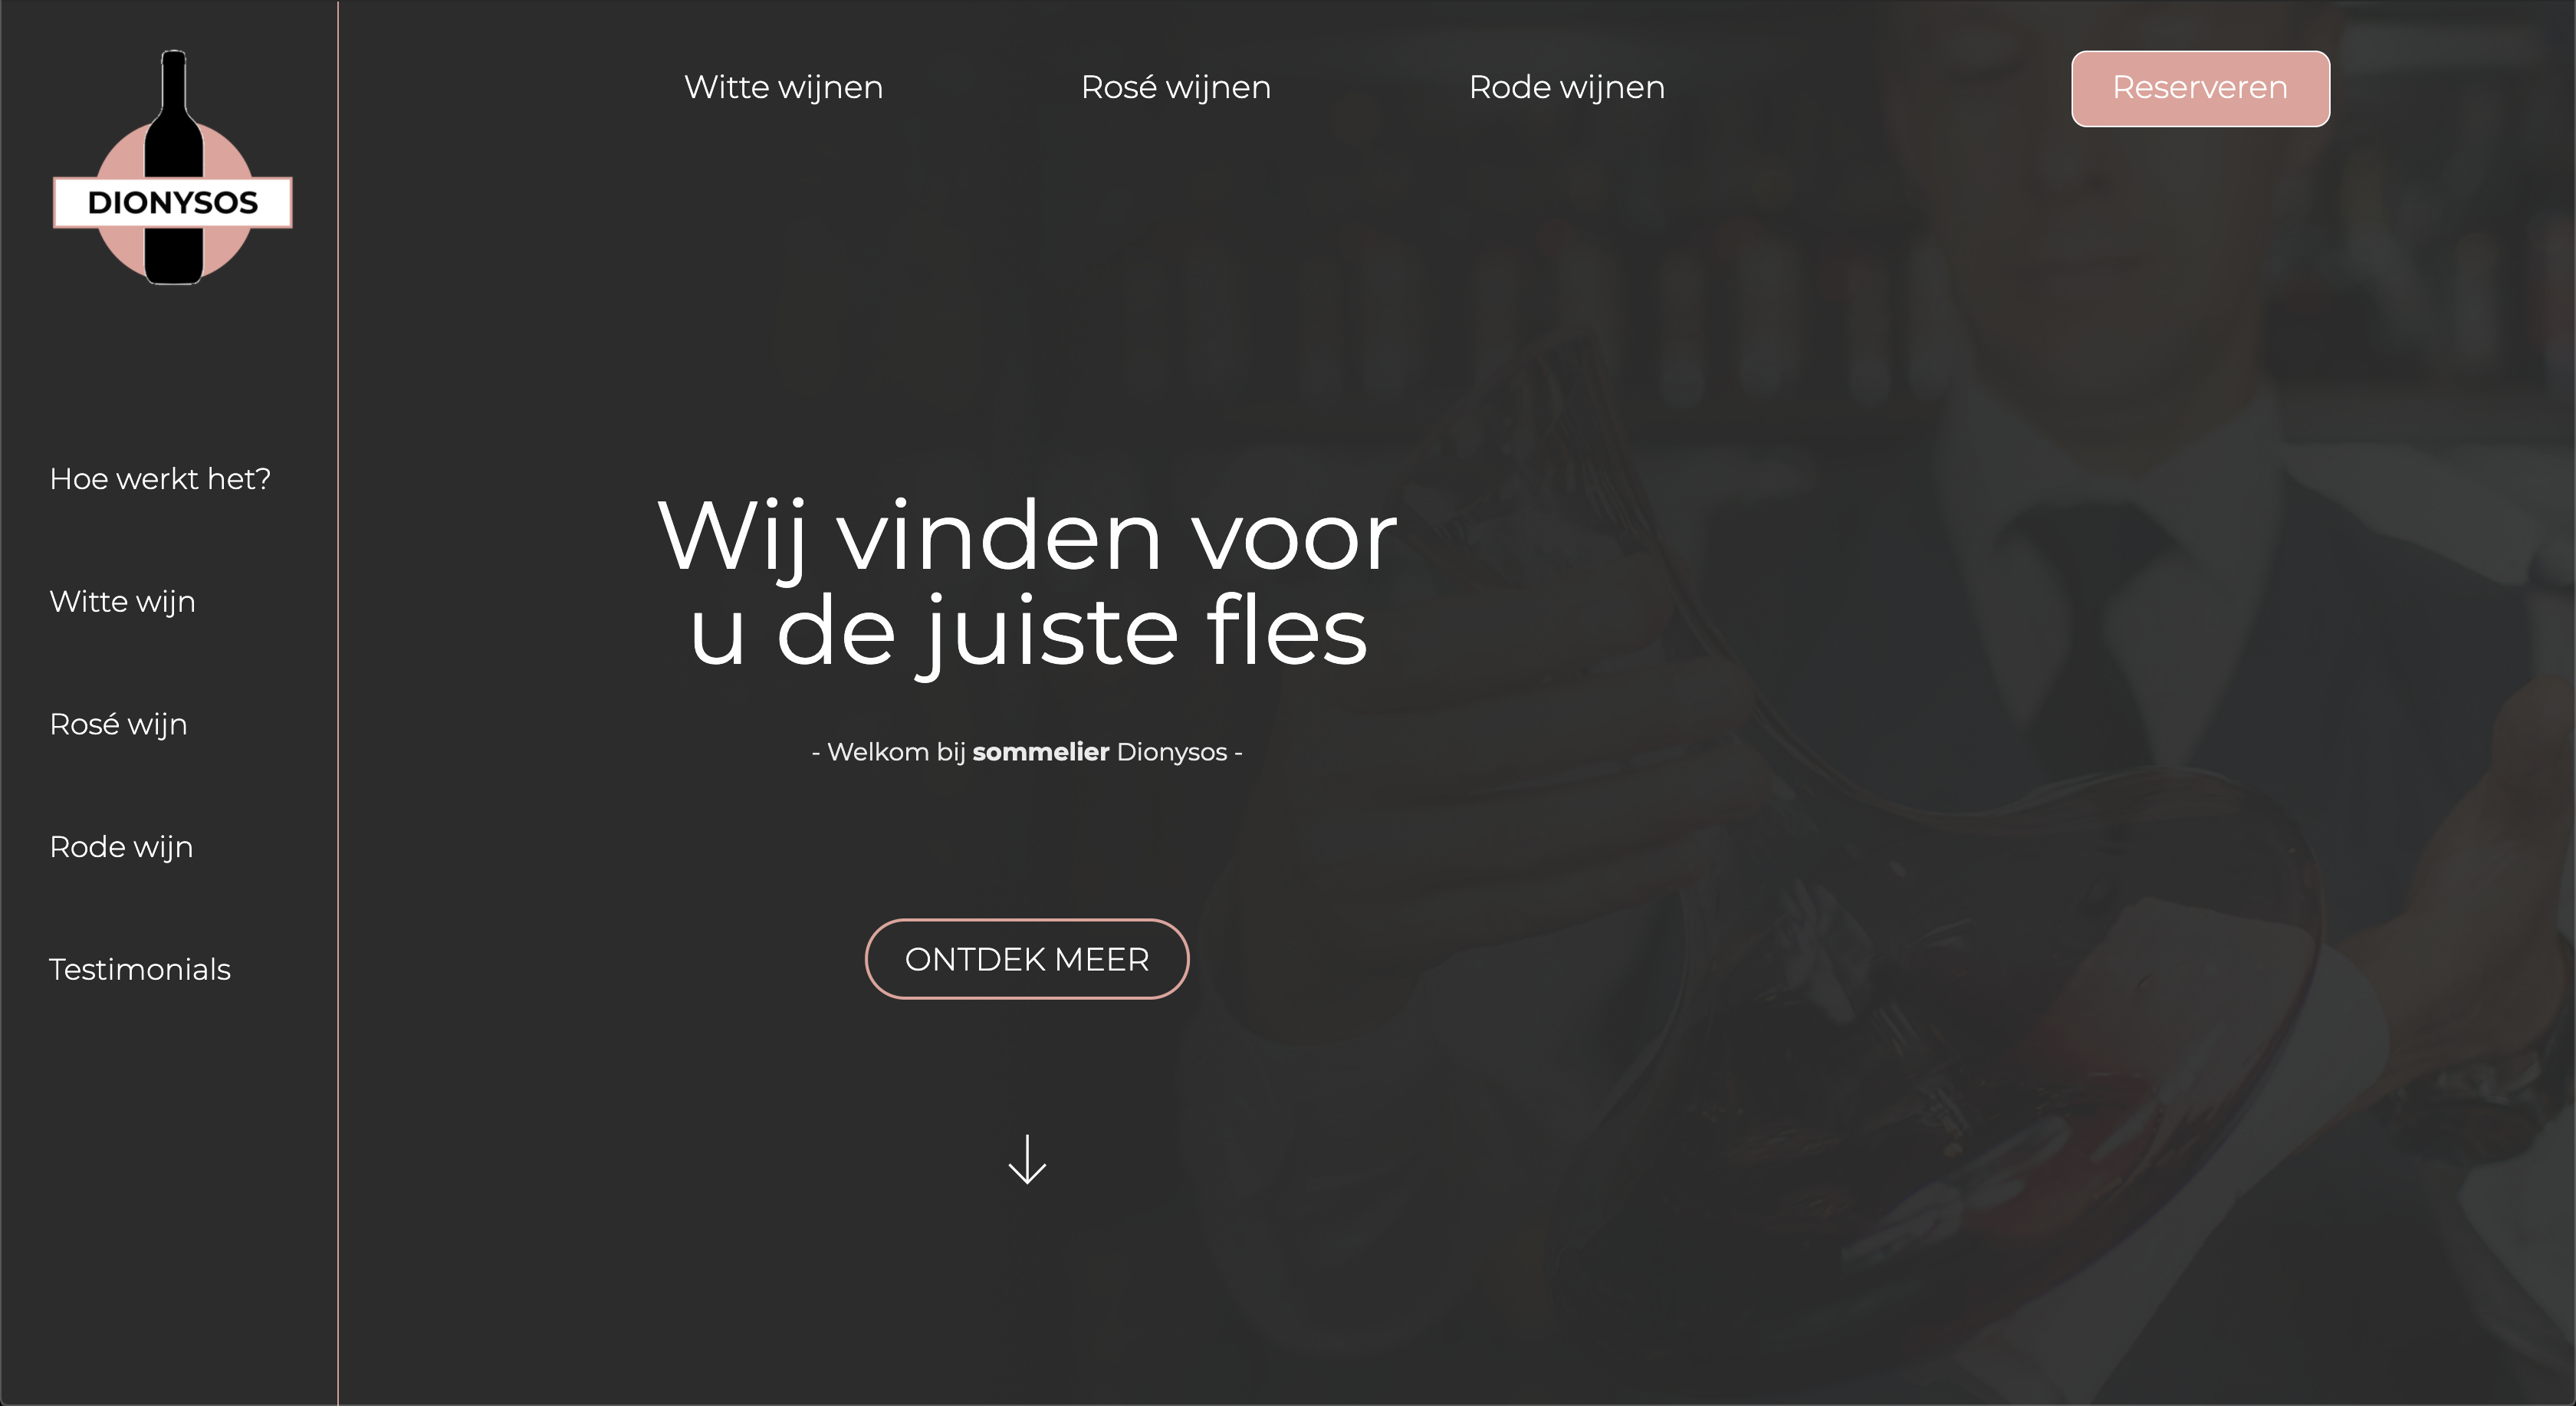 DIONYSOS
Hoe werkt het?
Witte wijn
Rosé wijn
Rode wijn
Testimonials
Witte wijnen
Rosé wijnen
Rode wijnen
Reserveren
Wij vinden voor
u de juiste fles
- Welkom bij sommelier Dionysos -
ONTDEK MEER